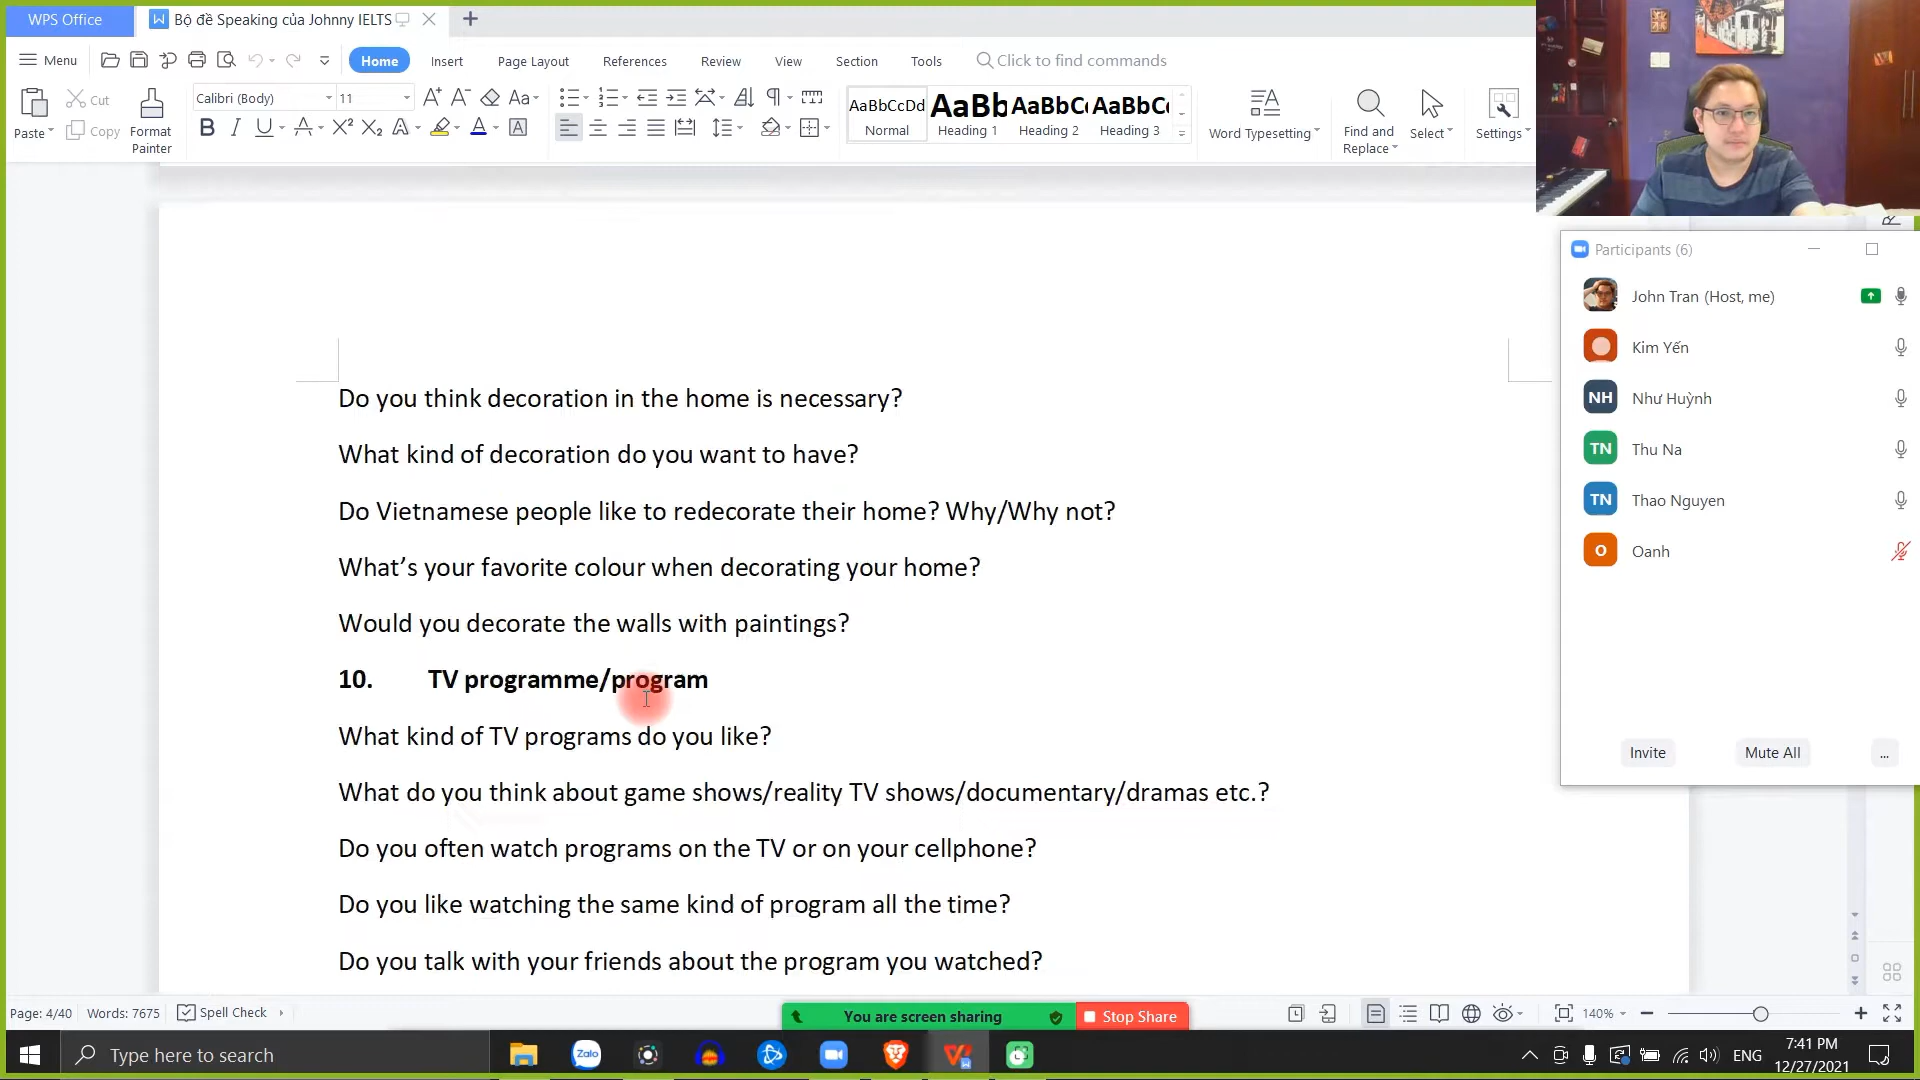 WPS Office
Bộ đề Speaking của Johnny IELTS
Menu
Home
Insert
Page Layout
References
Review
View
Section
Tools
Click to find commands
Paste
Cut
Copy
Format Painter
Calibri (Body)
11
AaBbCcDd
Normal
AaBb
Heading 1
AaBbCc
Heading 2
AaBbCc
Heading 3
Word Typesetting
Find and Replace
Select
Settings
Do you think decoration in the home is necessary?
What kind of decoration do you want to have?
Do Vietnamese people like to redecorate their home? Why/Why not?
What’s your favorite colour when decorating your home?
Would you decorate the walls with paintings?
10. TV programme/program
What kind of TV programs do you like?
What do you think about game shows/reality TV shows/documentary/dramas etc.?
Do you often watch programs on the TV or on your cellphone?
Do you like watching the same kind of program all the time?
Do you talk with your friends about the program you watched?
Participants (6)
John Tran (Host, me)
Kim Yến
NH Như Huỳnh
TN Thu Na
TN Thao Nguyen
O Oanh
Invite
Mute All
...
Page: 4/40
Words: 7675
Spell Check
You are screen sharing
Stop Share
140%
Type here to search
Zalo
ENG
7:41 PM
12/27/2021